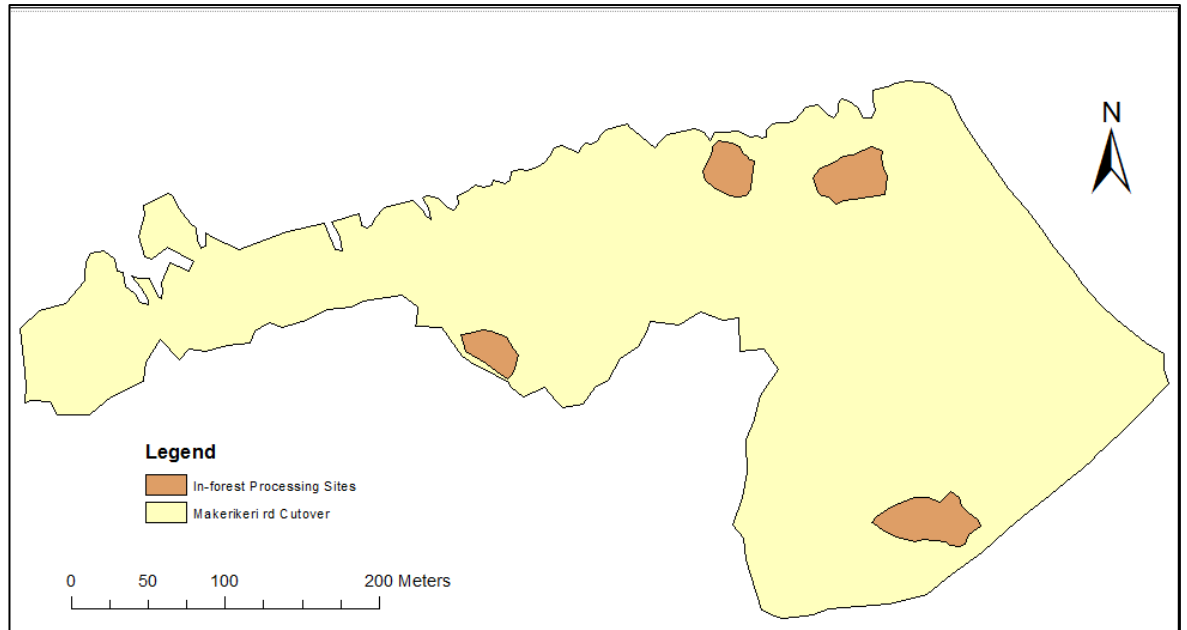 N
Legend
In-forest Processing Sites
Makerikeri rd Cutover
0 50 100 200 Meters